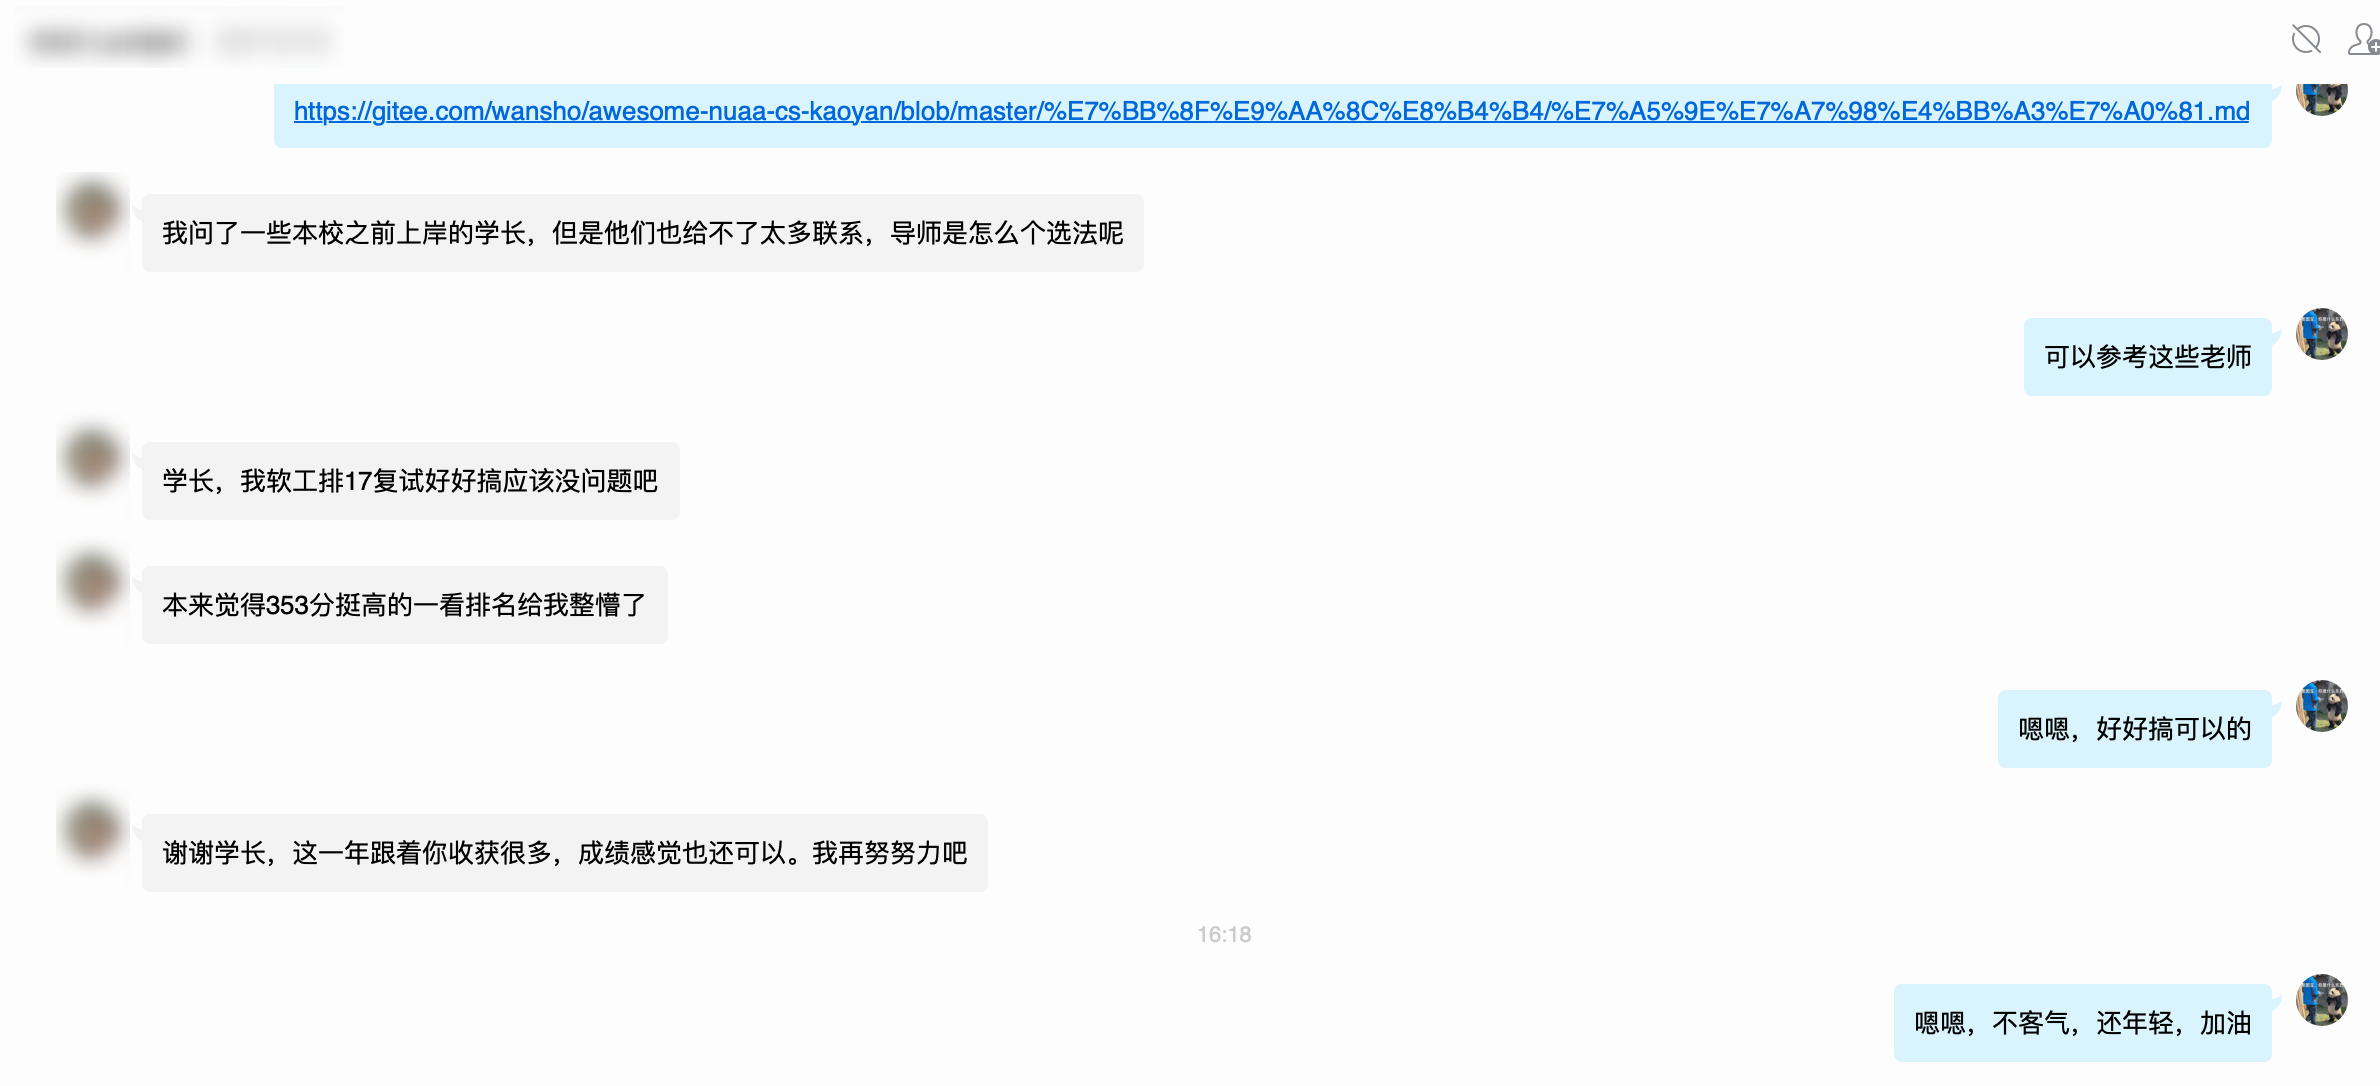 https://gitee.com/wansho/awesome-nuaa-cs-kaoyan/blob/master/%E7%BB%8F%E9%AA%8C%E8%B4%B4/%E7%A5%9E%E7%A7%98%E4%BB%A3%E7%A0%81.md
我问了一些本校之前上岸的学长，但是他们也给不了太多联系，导师是怎么个选法呢
可以参考这些老师
学长，我软工排17复试好好搞应该没问题吧
本来觉得353分挺高的一看排名给我整懵了
嗯嗯，好好搞可以的
谢谢学长，这一年跟着你收获很多，成绩感觉也还可以。我再努努力吧
16:18
嗯嗯，不客气，还年轻，加油